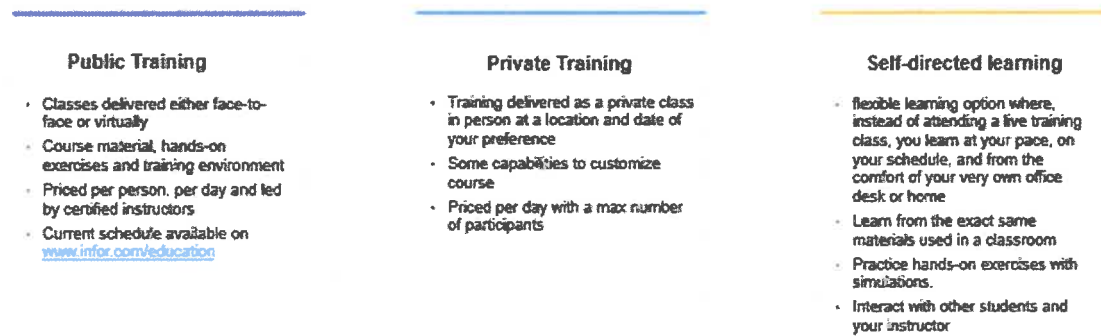 Public Training
• Classes delivered either face-to-
face or virtually
• Course material, hands-on
exercises and training environment
• Priced per person, per day and led
by certified instructors
• Current schedule available on
www.infor.com/education
Private Training
• Training delivered as a private class
in person at a location and date of
your preference
• Some capabilities to customize
course
• Priced per day with a max number
of participants
Self-directed learning
• flexible learning option where,
instead of attending a live training
class, you learn at your pace, on
your schedule, and from the
comfort of your very own office
desk or home
• Learn from the exact same
materials used in a classroom
• Practice hands-on exercises with
simulations.
• Interact with other students and
your instructor